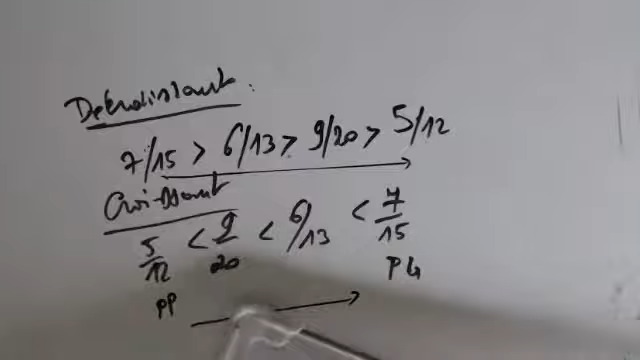 Décroissant.
7/15 > 6/13 > 9/20 > 5/12
Croissant
5/12 < 9/20 < 6/13 < 7/15
PP PG